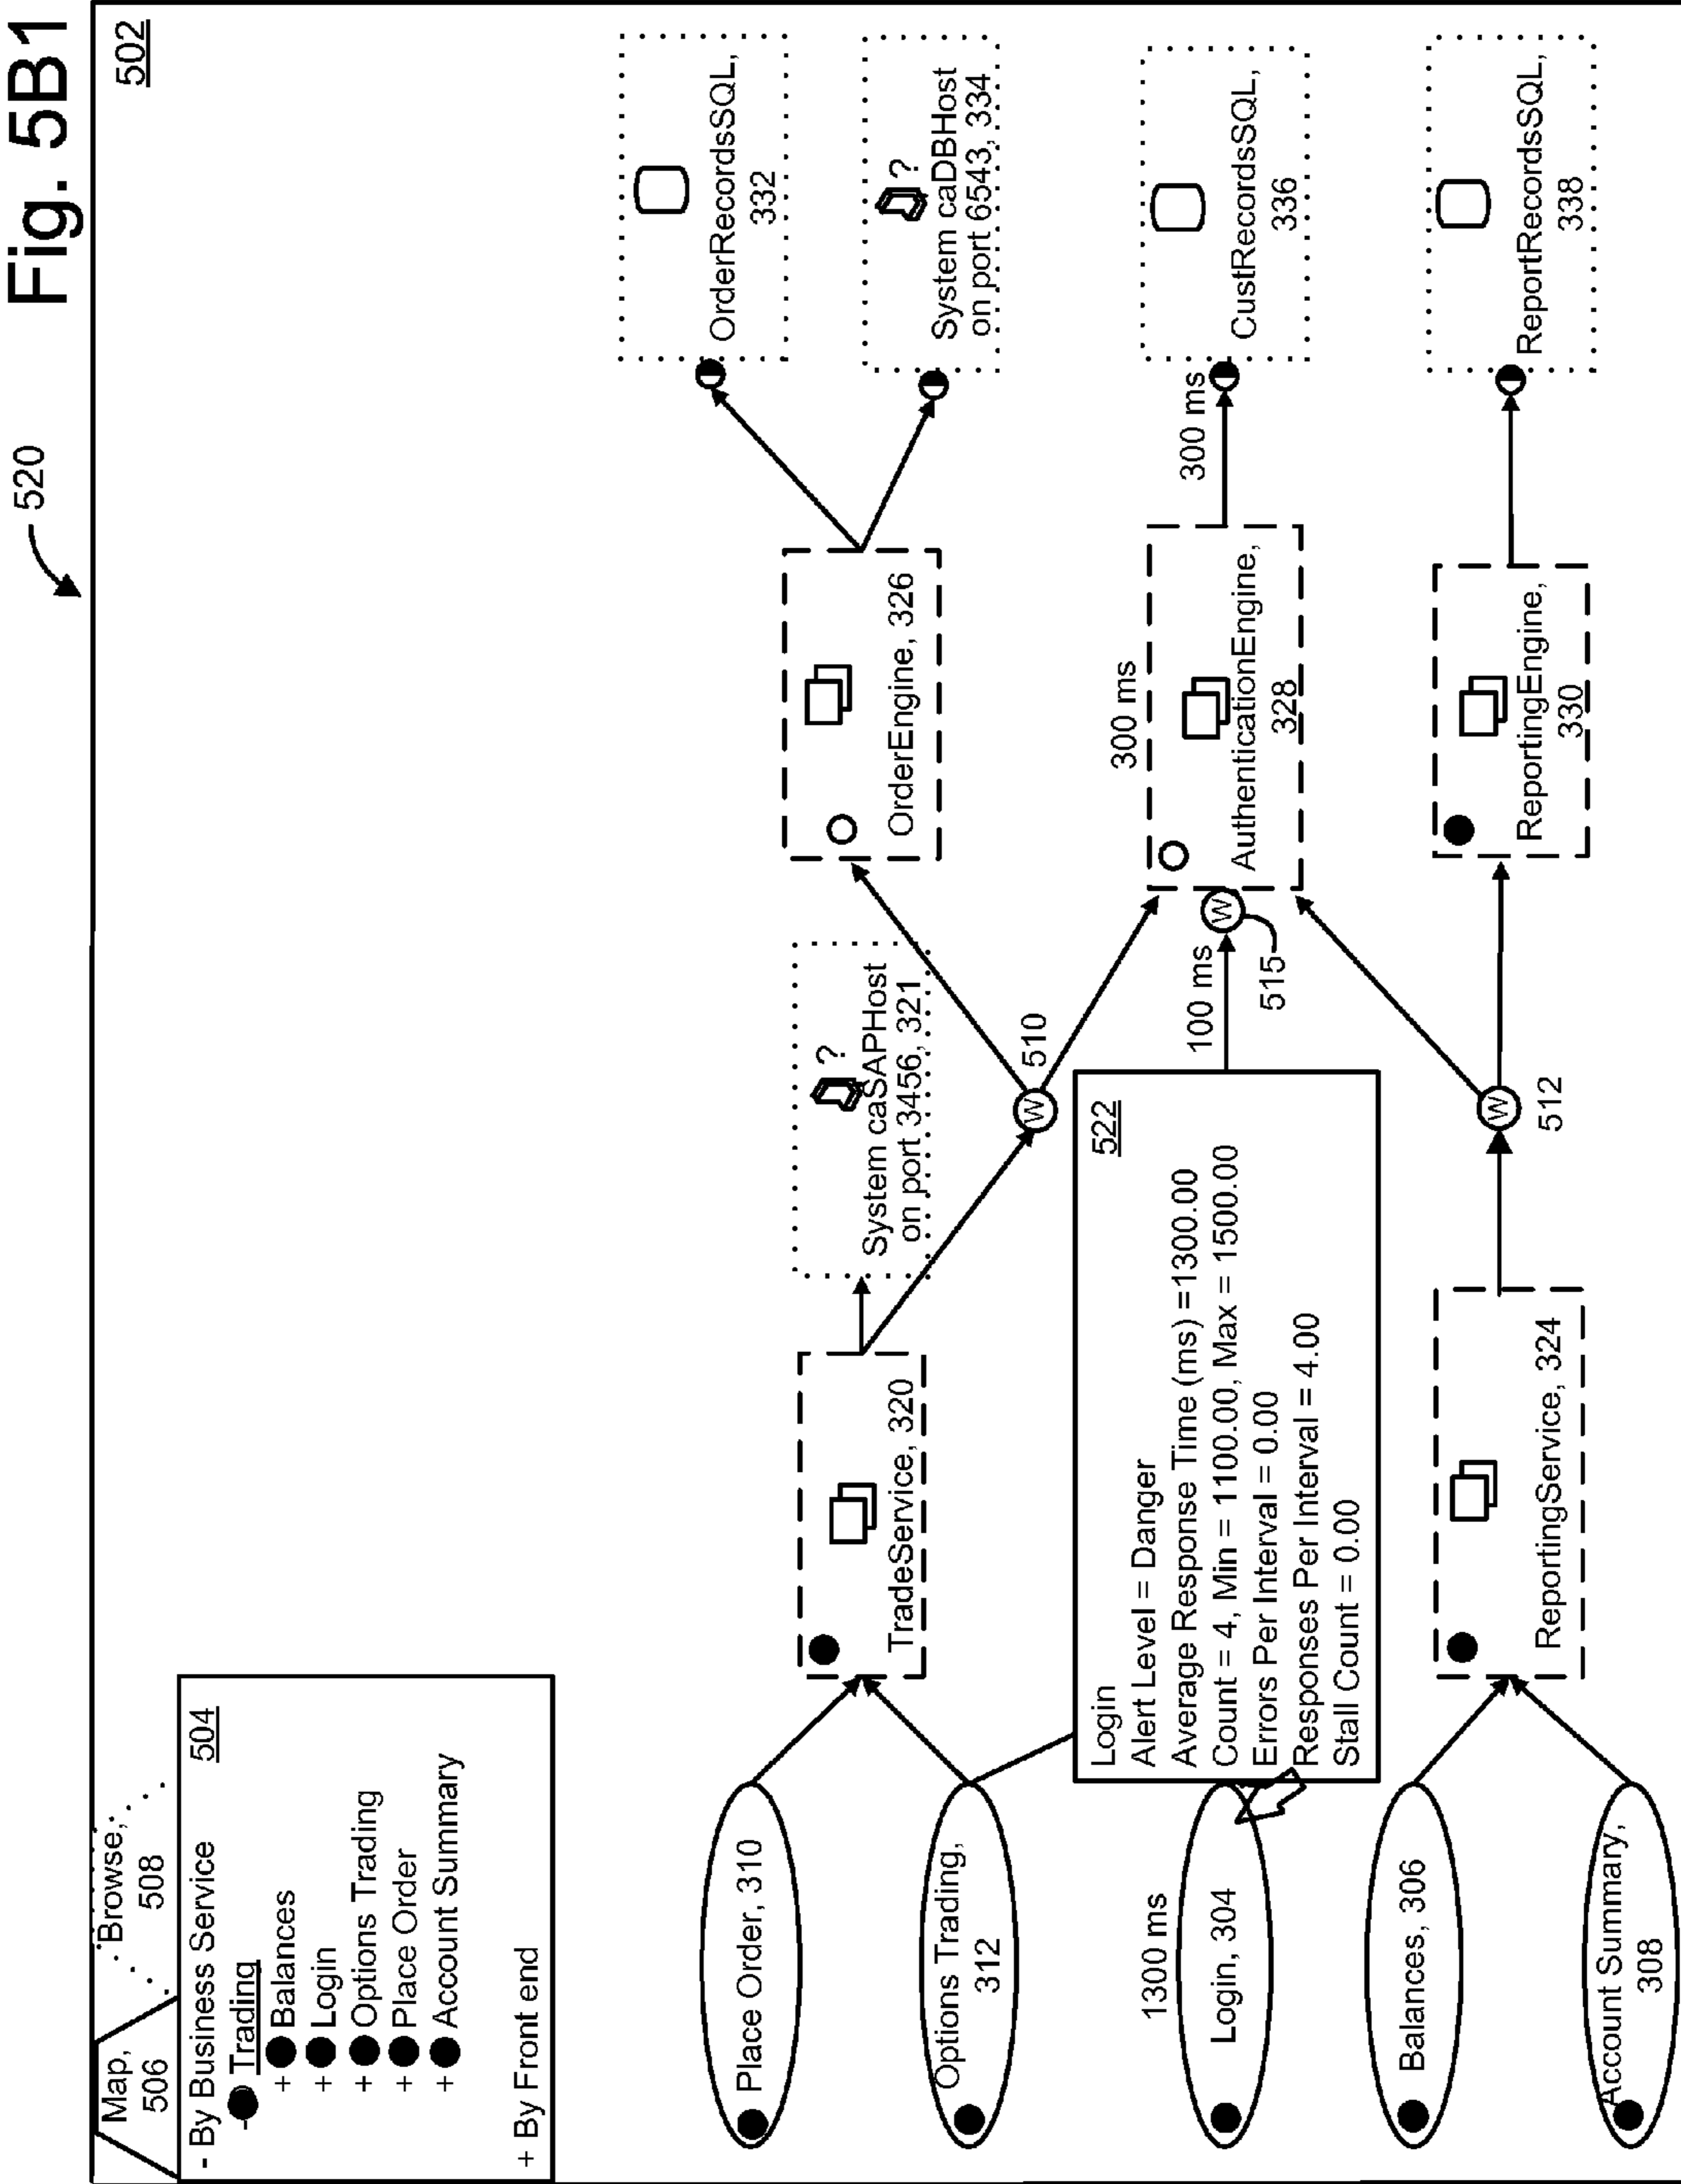 Fig. 5B1
520
502
Map,
506
Browse,
508
- By Business Service
504
- Trading
+ Balances
+ Login
+ Options Trading
+ Place Order
+ Account Summary
+ By Front end
Place Order, 310
Options Trading,
312
1300 ms
Login, 304
Balances, 306
Account Summary,
308
TradeService, 320
Login
522
Alert Level = Danger
Average Response Time (ms) =1300.00
Count = 4, Min = 1100.00, Max = 1500.00
Errors Per Interval = 0.00
Responses Per Interval = 4.00
Stall Count = 0.00
ReportingService, 324
?
System caSAPHost
on port 3456, 321
W
510
100 ms
W
515
W
512
OrderEngine, 326
300 ms
AuthenticationEngine,
328
ReportingEngine,
330
300 ms
OrderRecordsSQL,
332
?
System caDBHost
on port 6543, 334
CustRecordsSQL,
336
ReportRecordsSQL,
338